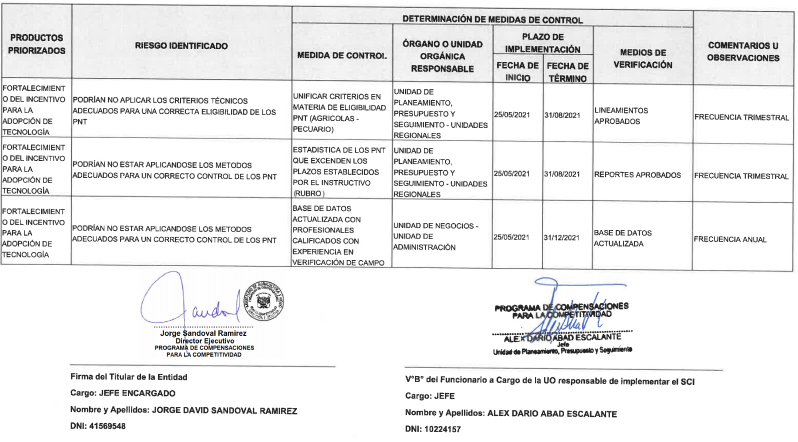 DETERMINACIÓN DE MEDIDAS DE CONTROL
PRODUCTOS PRIORIZADOS
RIESGO IDENTIFICADO
MEDIDA DE CONTROL
ÓRGANO O UNIDAD ORGÁNICA RESPONSABLE
PLAZO DE IMPLEMENTACIÓN
FECHA DE INICIO
FECHA DE TÉRMINO
MEDIOS DE VERIFICACIÓN
COMENTARIOS U OBSERVACIONES
FORTALECIMIENT
O DEL INCENTIVO
PARA LA
ADOPCIÓN DE
TECNOLOGÍA
PODRÍAN NO APLICAR LOS CRITERIOS TÉCNICOS
ADECUADOS PARA UNA CORRECTA ELIGIBILIDAD DE LOS
PNT
UNIFICAR CRITERIOS EN
MATERIA DE ELIGIBILIDAD
PNT (AGRICOLAS -
PECUARIO)
UNIDAD DE
PLANEAMIENTO,
PRESUPUESTO Y
SEGUIMIENTO - UNIDADES
REGIONALES
25/05/2021
31/08/2021
LINEAMIENTOS
APROBADOS
FRECUENCIA TRIMESTRAL
FORTALECIMIENT
O DEL INCENTIVO
PARA LA
ADOPCIÓN DE
TECNOLOGÍA
PODRÍAN NO ESTAR APLICANDOSE LOS METODOS
ADECUADOS PARA UN CORRECTO CONTROL DE LOS PNT
ESTADISTICA DE LOS PNT
QUE EXCENDEN LOS
PLAZOS ESTABLECIDOS
POR EL INSTRUCTIVO
(RUBRO)
UNIDAD DE
PLANEAMIENTO,
PRESUPUESTO Y
SEGUIMIENTO - UNIDADES
REGIONALES
25/05/2021
31/08/2021
REPORTES APROBADOS
FRECUENCIA TRIMESTRAL
FORTALECIMIENT
O DEL INCENTIVO
PARA LA
ADOPCIÓN DE
TECNOLOGÍA
PODRÍAN NO ESTAR APLICANDOSE LOS METODOS
ADECUADOS PARA UN CORRECTO CONTROL DE LOS PNT
BASE DE DATOS
ACTUALIZADA CON
PROFESIONALES
CALIFICADOS CON
EXPERIENCIA EN
VERIFICACIÓN DE CAMPO
UNIDAD DE NEGOCIOS -
UNIDAD DE
ADMINISTRACIÓN
25/05/2021
31/12/2021
BASE DE DATOS
ACTUALIZADA
FRECUENCIA ANUAL
Jorge Sandoval Ramirez
Director Ejecutivo
PROGRAMA DE COMPENSACIONES
PARA LA COMPETITIVIDAD
Firma del Titular de la Entidad
Cargo: JEFE ENCARGADO
Nombre y Apellidos: JORGE DAVID SANDOVAL RAMIREZ
DNI: 41569548
PROGRAMA DE COMPENSACIONES
PARA LA COMPETITIVIDAD
ALEX DARIO ABAD ESCALANTE
Jefe
Unidad de Planeamiento, Presupuesto y Seguimiento
V°B° del Funcionario a Cargo de la UO responsable de implementar el SCI
Cargo: JEFE
Nombre y Apellidos: ALEX DARIO ABAD ESCALANTE
DNI: 10224157